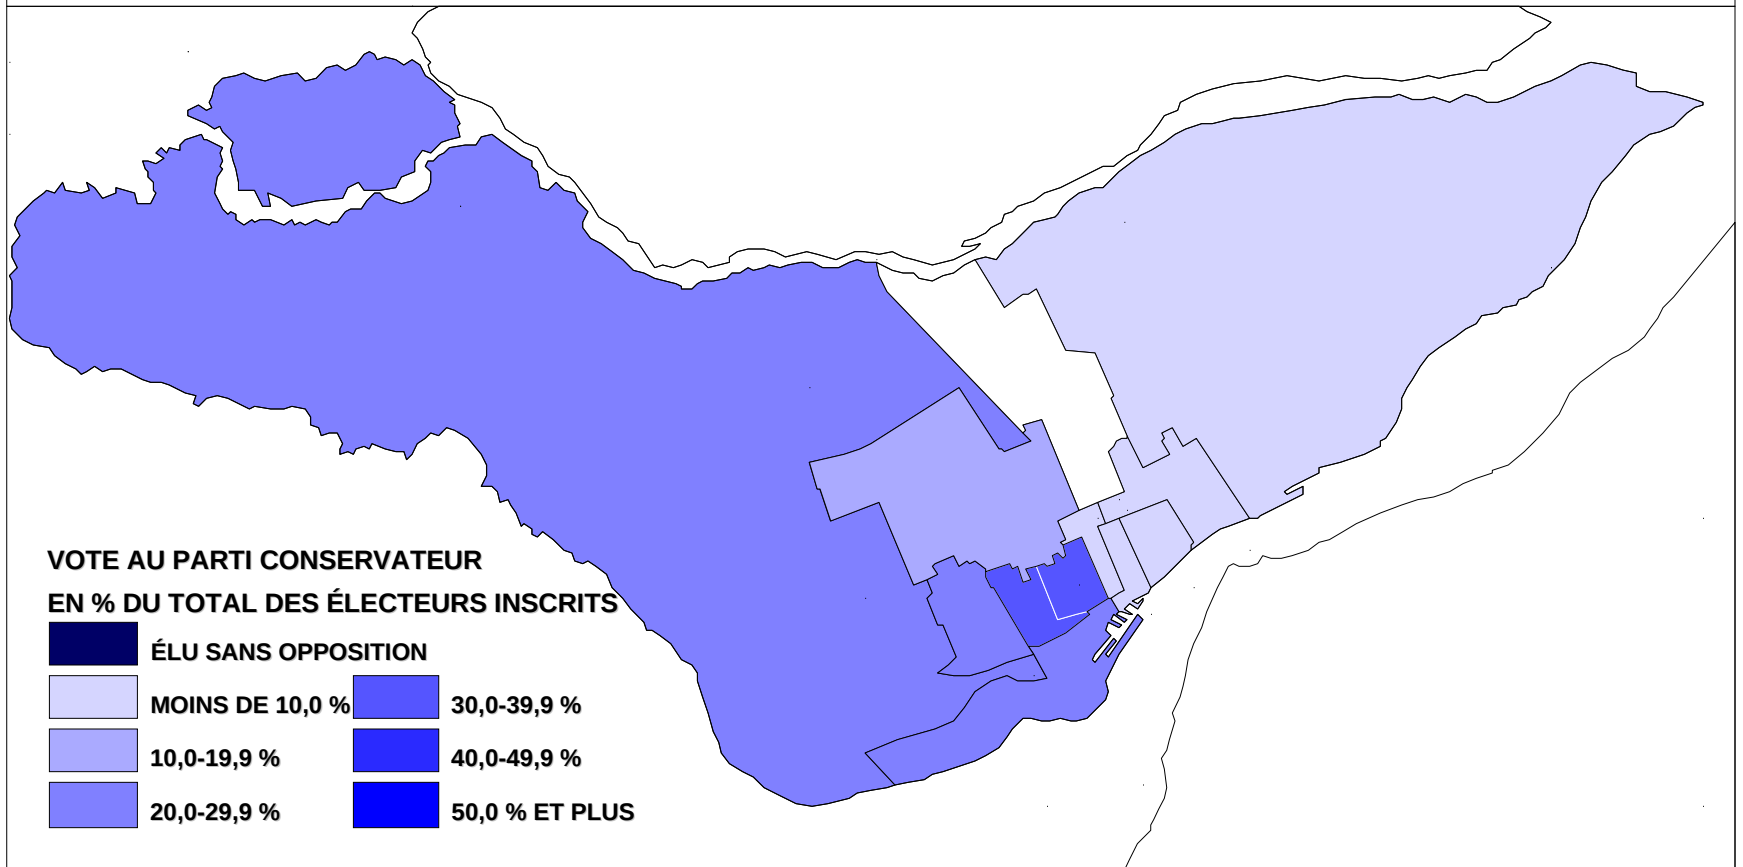 VOTE AU PARTI CONSERVATEUR
EN % DU TOTAL DES ÉLECTEURS INSCRITS
ÉLU SANS OPPOSITION
MOINS DE 10,0 %
30,0-39,9 %
10,0-19,9 %
40,0-49,9 %
20,0-29,9 %
50,0 % ET PLUS